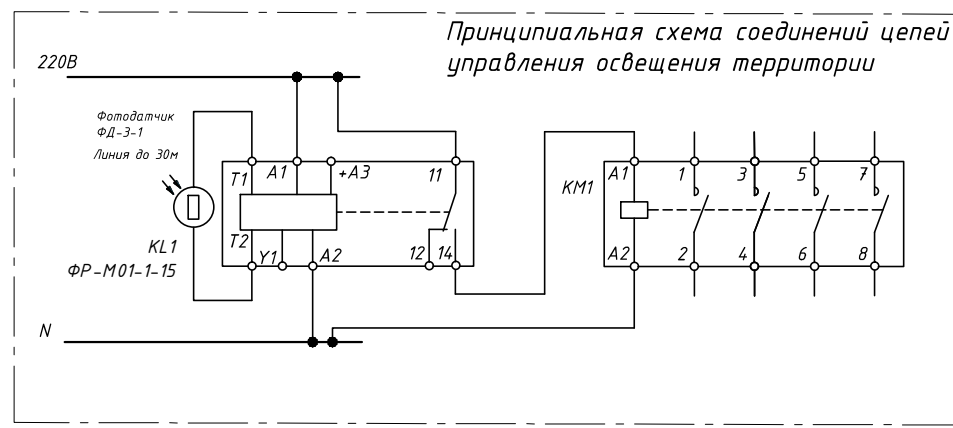 Принципиальная схема соединений цепей
управления освещения территории
220В
Фотодатчик
ФД-3-1
Линия до 30м
T1
A1
+A3
11
KL1
ФР-М01-1-15
T2
Y1
A2
12
14
N
KM1
A1
1
3
5
7
A2
2
4
6
8